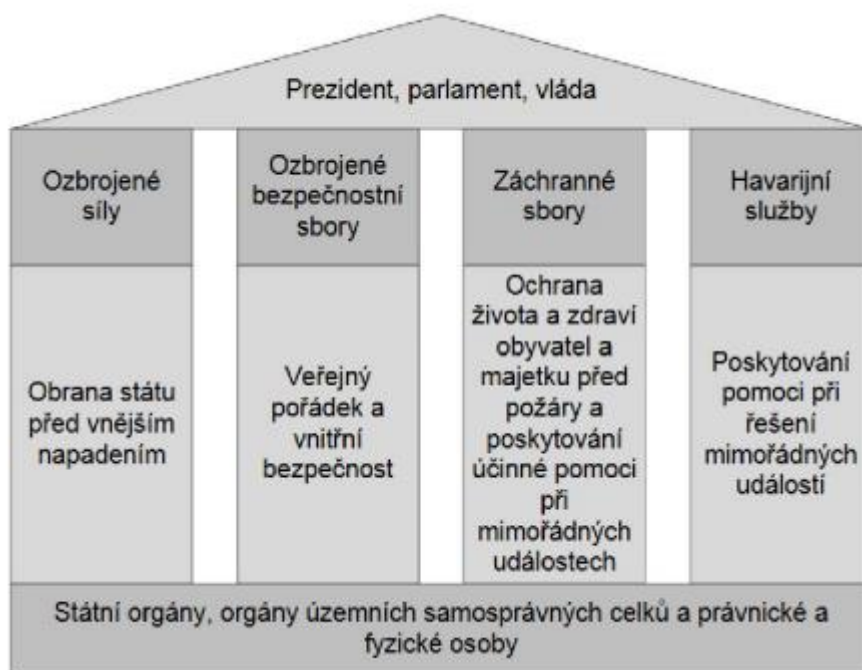 Prezident, parlament, vláda
Ozbrojené
síly
Ozbrojené
bezpečnostní
sbory
Záchranné
sbory
Havarijní
služby
Obrana státu
před vnějším
napadením
Veřejný
pořádek a
vnitřní
bezpečnost
Ochrana
života a zdraví
obyvatel a
majetku před
požáry a
poskytování
účinné pomoci
při
mimořádných
událostech
Poskytování
pomoci při
řešení
mimořádných
událostí
Státní orgány, orgány územních samosprávných celků a právnické a
fyzické osoby